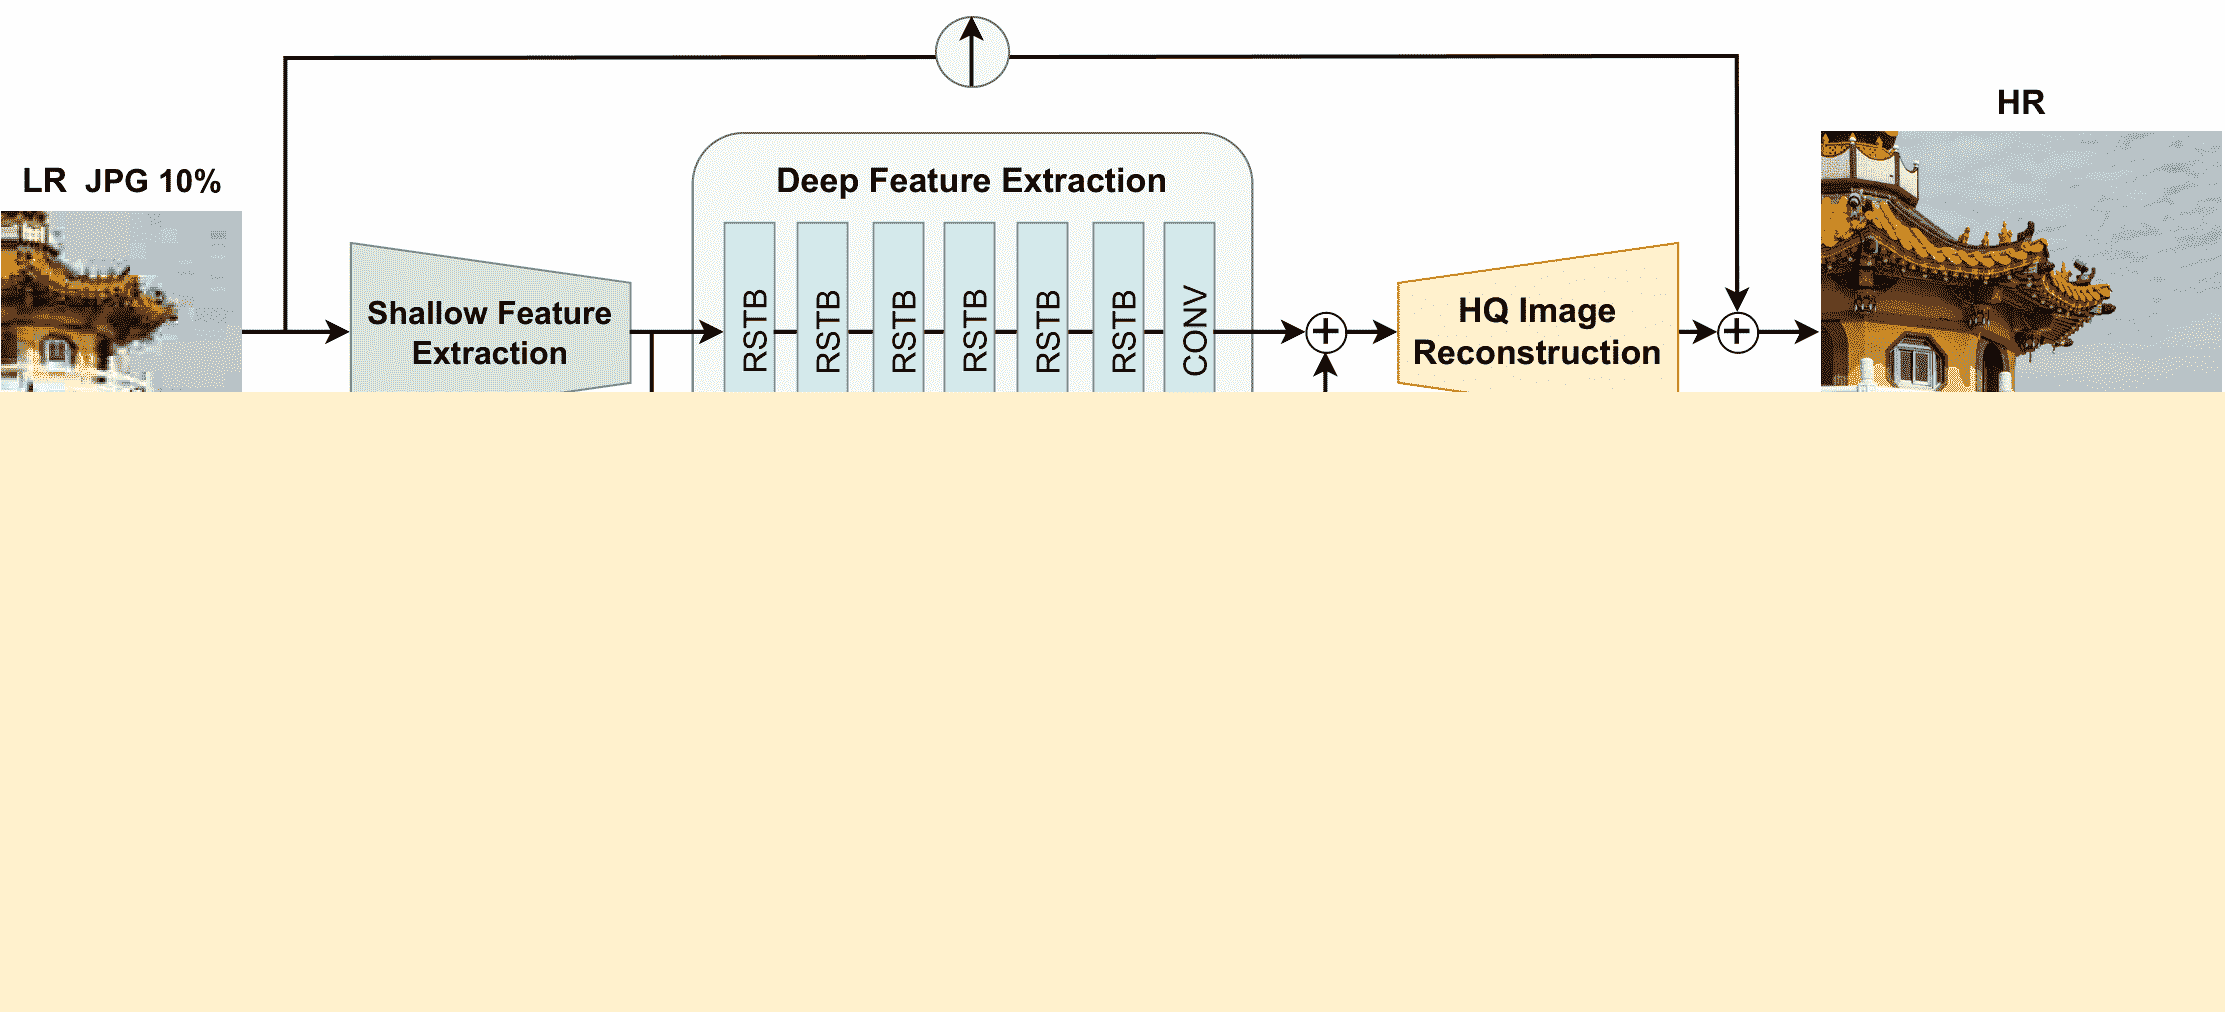 HR
LR JPG 10%
Deep Feature Extraction
Shallow Feature
Extraction
RSTB
RSTB
RSTB
RSTB
RSTB
RSTB
CONV
+
HQ Image
Reconstruction
+